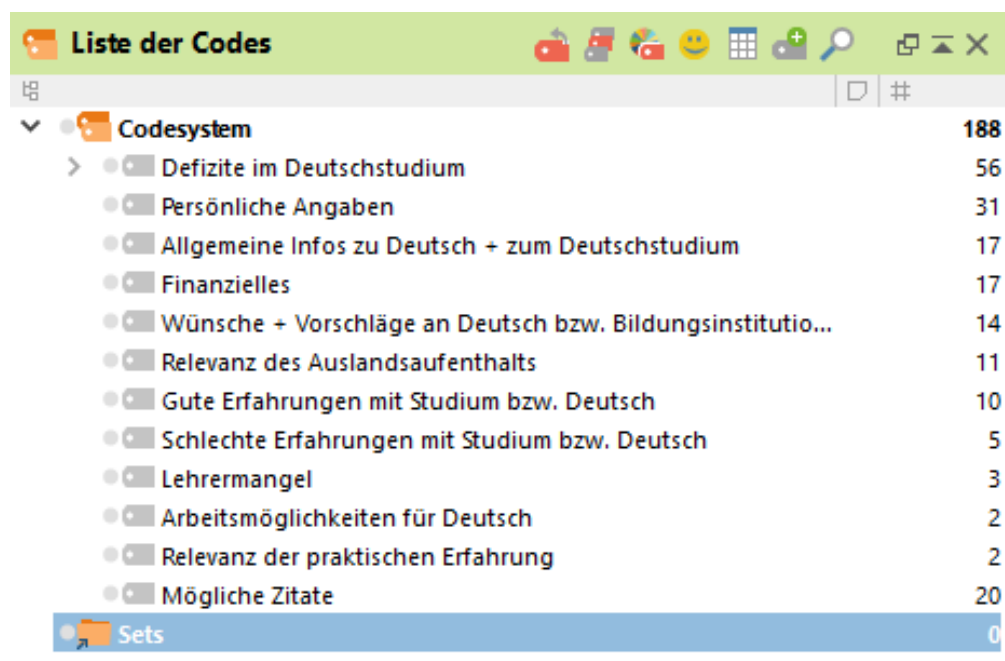 Liste der Codes
Codesystem 188
Defizite im Deutschstudium 56
Persönliche Angaben 31
Allgemeine Infos zu Deutsch + zum Deutschstudium 17
Finanzielles 17
Wünsche + Vorschläge an Deutsch bzw. Bildungsinstitutio... 14
Relevanz des Auslandsaufenthalts 11
Gute Erfahrungen mit Studium bzw. Deutsch 10
Schlechte Erfahrungen mit Studium bzw. Deutsch 5
Lehrermangel 3
Arbeitsmöglichkeiten für Deutsch 2
Relevanz der praktischen Erfahrung 2
Mögliche Zitate 20
Sets 0